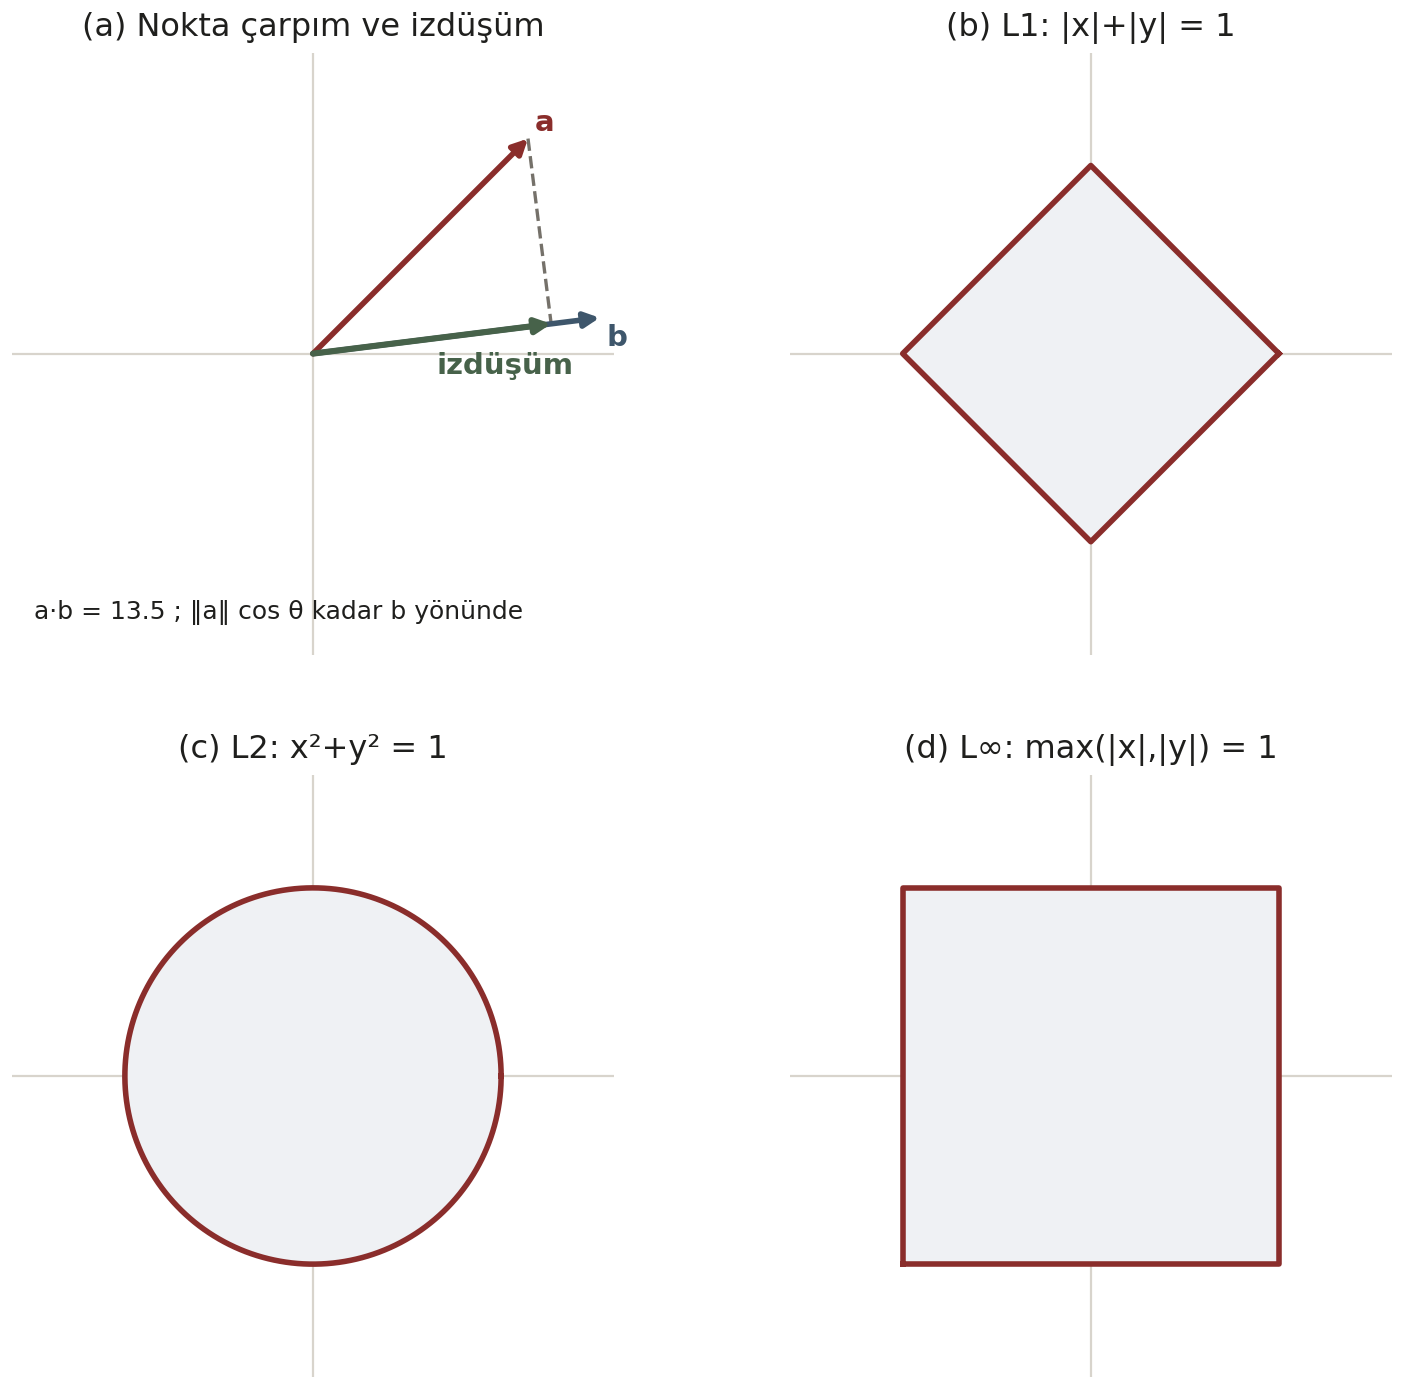 (a) Nokta çarpım ve izdüşüm
a
b
izdüşüm
a·b = 13.5 ; ‖a‖ cos θ kadar b yönünde
(b) L1: |x|+|y| = 1
(c) L2: x²+y² = 1
(d) L∞: max(|x|,|y|) = 1